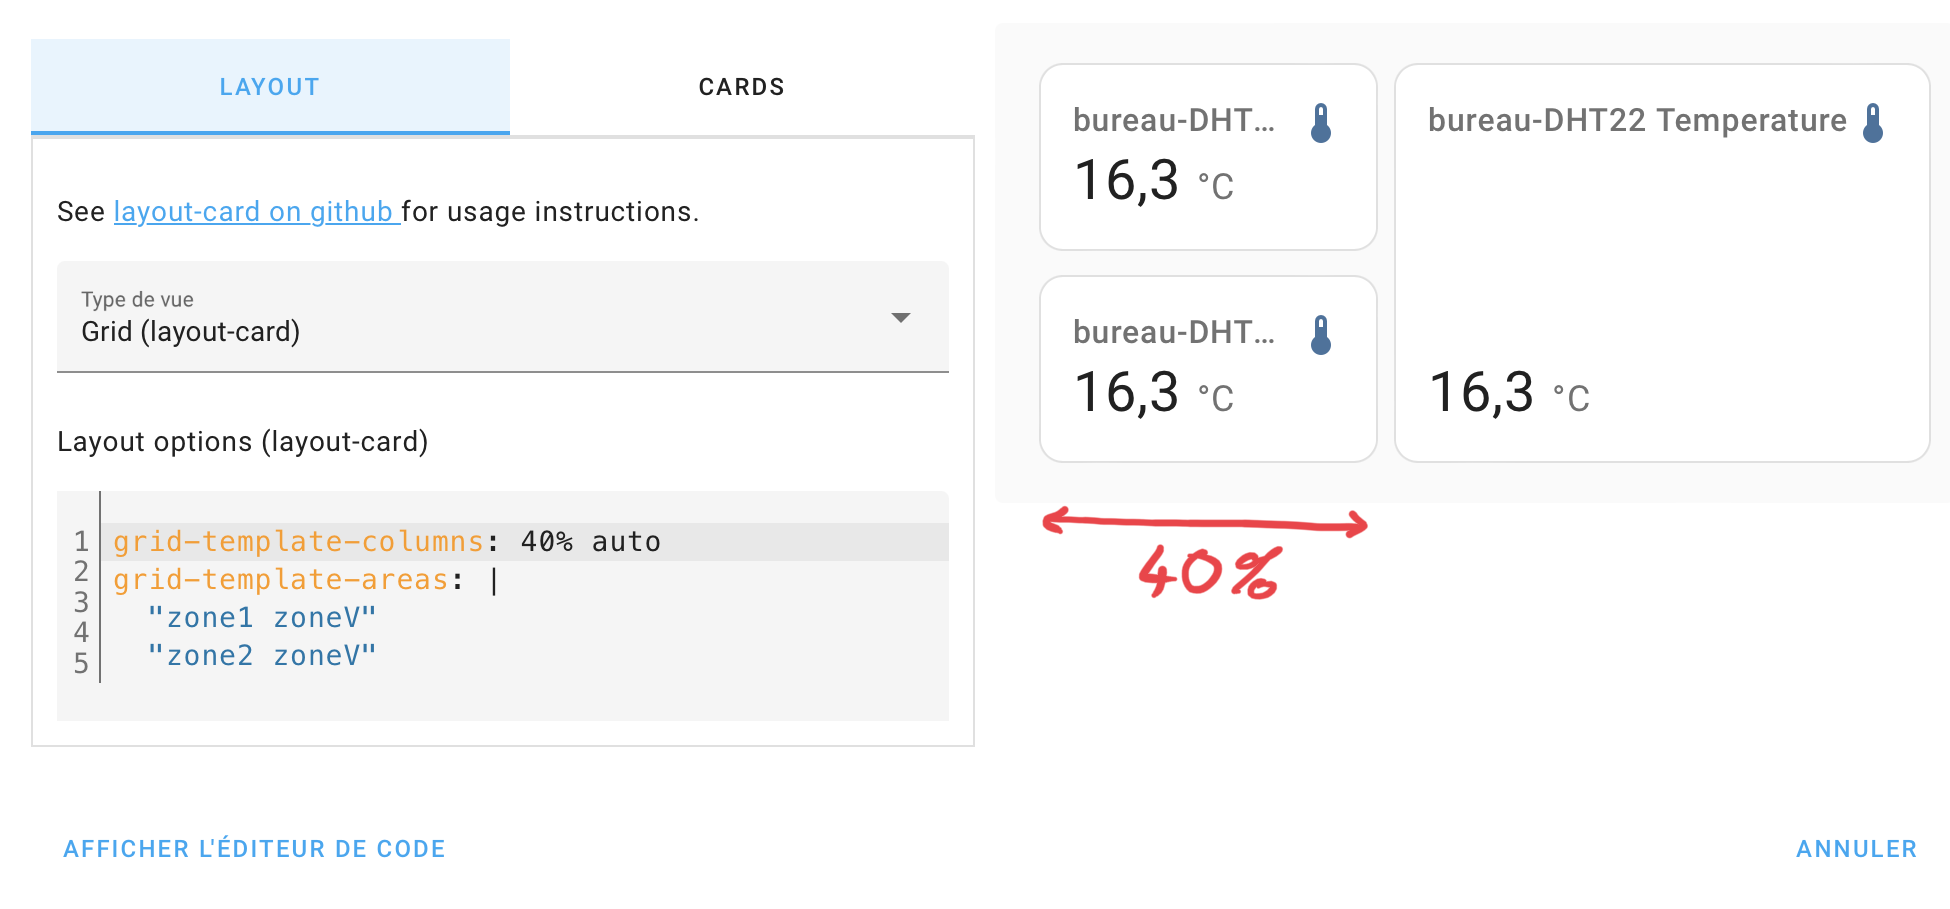 LAYOUT
CARDS
See layout-card on github for usage instructions.
Type de vue
Grid (layout-card)
Layout options (layout-card)
1 grid-template-columns: 40% auto
2 grid-template-areas: |
3 "zone1 zoneV"
4 "zone2 zoneV"
5
AFFICHER L'ÉDITEUR DE CODE
bureau-DHT...
16,3 °C
bureau-DHT22 Temperature
16,3 °C
bureau-DHT...
16,3 °C
40%
ANNULER